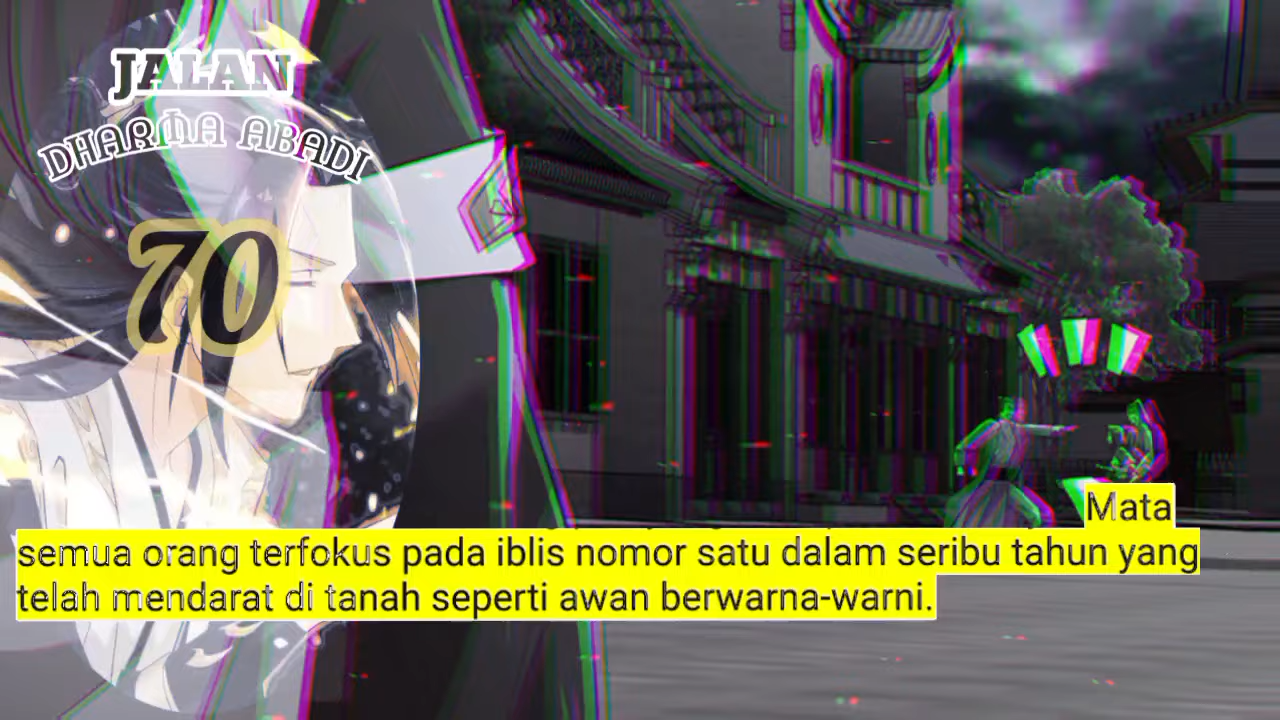 JALAN
DHARMA ABADI
70
Mata
semua orang terfokus pada iblis nomor satu dalam seribu tahun yang
telah mendarat di tanah seperti awan berwarna-warni.